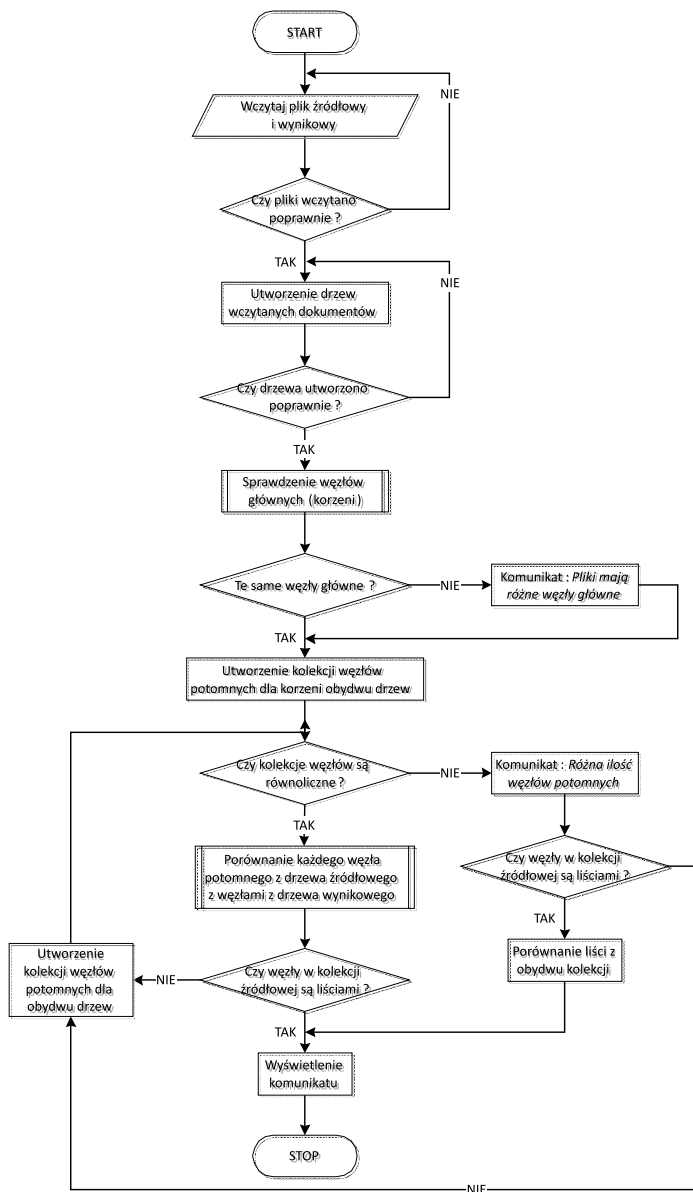 START
NIE
Wczytaj plik źródłowy
i wynikowy
Czy pliki wczytano
poprawnie ?
TAK
NIE
Utworzenie drzew
wczytanych dokumentów
Czy drzewa utworzono
poprawnie ?
TAK
Sprawdzenie węzłów
głównych (korzeni)
Te same węzły główne ?
NIE
Komunikat : Pliki mają
różne węzły główne
TAK
Utworzenie kolekcji węzłów
potomnych dla korzeni obydwu drzew
Czy kolekcje węzłów są
równoliczne ?
NIE
Komunikat : Różna ilość
węzłów potomnych
TAK
Porównanie każdego węzła
potomnego z drzewa źródłowego
z węzłami z drzewa wynikowego
Czy węzły w kolekcji
źródłowej są liśćiami ?
TAK
Utworzenie
kolekcji węzłów
potomnych dla
obydwu drzew
NIE
Czy węzły w kolekcji
źródłowej są liśćiami ?
Porównanie liści z
obydwu kolekcji
TAK
Wyświetlenie
komunikatu
STOP
NIE